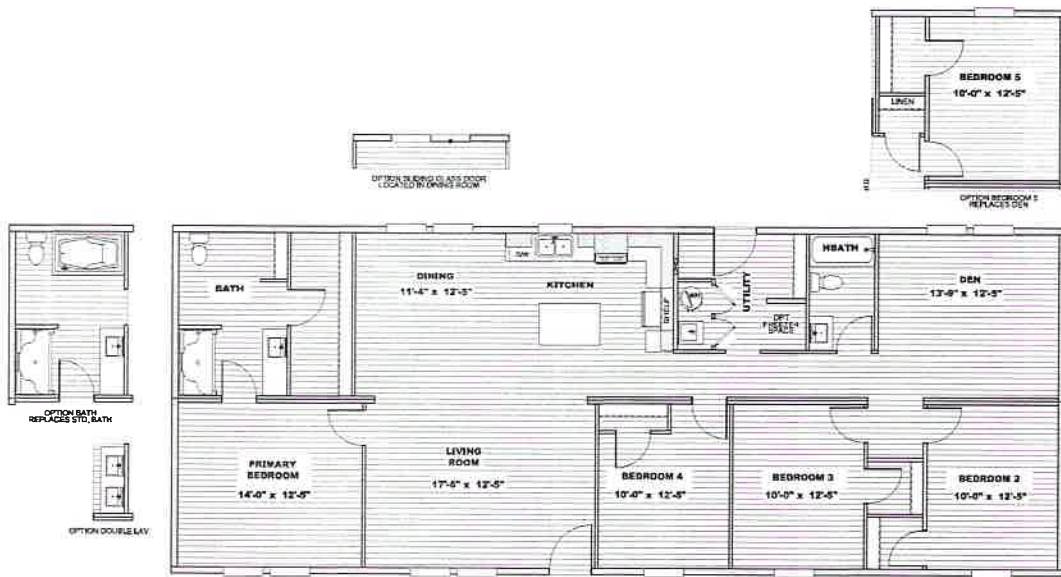 BEDROOM 5
10'-0" x 12'-5"
LINEN
OPTION BEDROOM 5
REPLACES DEN
OPTION SLIDING GLASS DOOR
LOCATED IN DINING ROOM
BATH
DINING
11'-4" x 12'-5"
KITCHEN
D/W
SHELF
UTILITY
OPT
FREEZER
SPACE
HBATH
DEN
13'-9" x 12'-5"
OPTION BATH
REPLACES STD. BATH
OPTION DOUBLE LAV
PRIMARY
BEDROOM
14'-0" x 12'-5"
LIVING
ROOM
17'-5" x 12'-5"
BEDROOM 4
10'-0" x 12'-5"
BEDROOM 3
10'-0" x 12'-5"
BEDROOM 2
10'-0" x 12'-5"